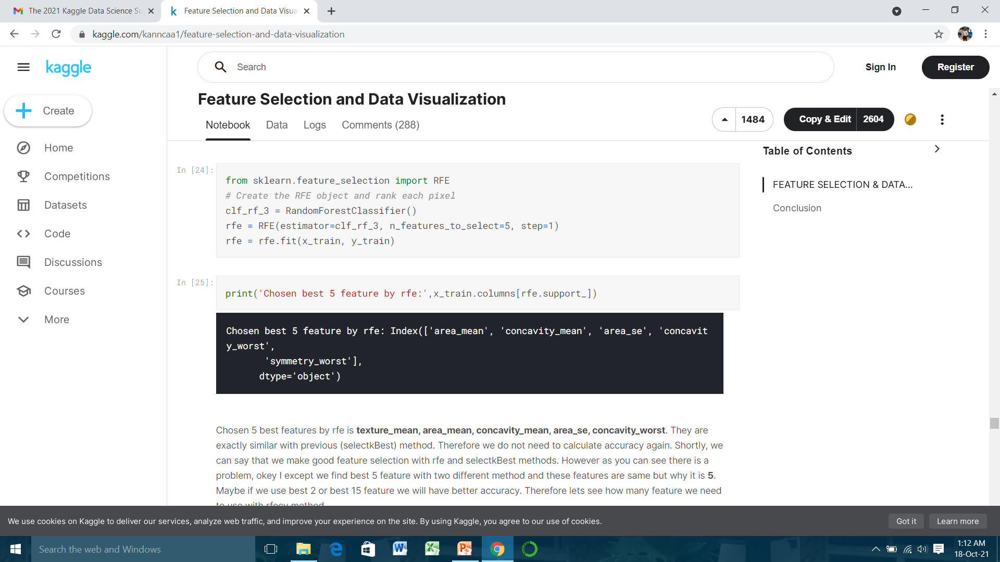 The 2021 Kaggle Data Science Su
Feature Selection and Data Visua
kaggle.com/kanncaa1/feature-selection-and-data-visualization
kaggle
Search
Sign In
Register
Create
Home
Competitions
Datasets
Code
Discussions
Courses
More
Feature Selection and Data Visualization
Notebook Data Logs Comments (288)
1484
Copy & Edit 2604
Table of Contents
FEATURE SELECTION & DATA...
Conclusion
In [24]:
from sklearn.feature_selection import RFE
# Create the RFE object and rank each pixel
clf_rf_3 = RandomForestClassifier()
rfe = RFE(estimator=clf_rf_3, n_features_to_select=5, step=1)
rfe = rfe.fit(x_train, y_train)
In [25]:
print('Chosen best 5 feature by rfe:',x_train.columns[rfe.support_])
Chosen best 5 feature by rfe: Index(['area_mean', 'concavity_mean', 'area_se', 'concavit
y_worst',
'symmetry_worst'],
dtype='object')
Chosen 5 best features by rfe is texture_mean, area_mean, concavity_mean, area_se, concavity_worst. They are
exactly similar with previous (selectkBest) method. Therefore we do not need to calculate accuracy again. Shortly, we
can say that we make good feature selection with rfe and selectkBest methods. However as you can see there is a
problem, okey I except we find best 5 feature with two different method and these features are same but why it is 5.
Maybe if we use best 2 or best 15 feature we will have better accuracy. Therefore lets see how many feature we need
to use with rfecv method.
We use cookies on Kaggle to deliver our services, analyze web traffic, and improve your experience on the site. By using Kaggle, you agree to our use of cookies.
Got it
Learn more
Search the web and Windows
1:12 AM
18-Oct-21